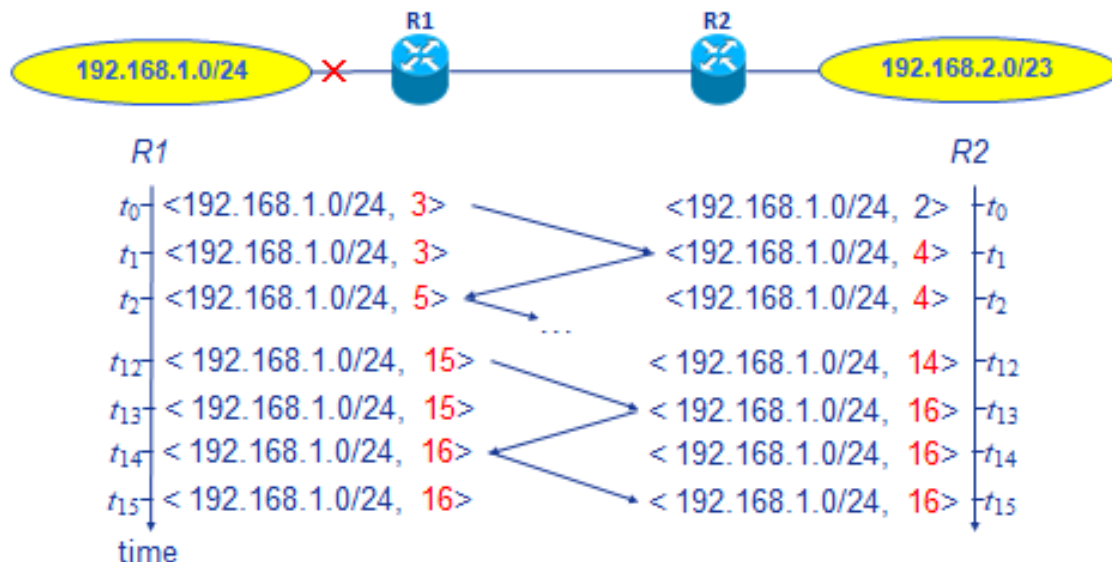 R1 R2
192.168.1.0/24 192.168.2.0/23
R1 R2
t0 <192.168.1.0/24, 3> <192.168.1.0/24, 2> t0
t1 <192.168.1.0/24, 3> <192.168.1.0/24, 4> t1
t2 <192.168.1.0/24, 5> <192.168.1.0/24, 4> t2
...
t12 < 192.168.1.0/24, 15> < 192.168.1.0/24, 14> t12
t13 < 192.168.1.0/24, 15> < 192.168.1.0/24, 16> t13
t14 < 192.168.1.0/24, 16> < 192.168.1.0/24, 16> t14
t15 < 192.168.1.0/24, 16> < 192.168.1.0/24, 16> t15
time